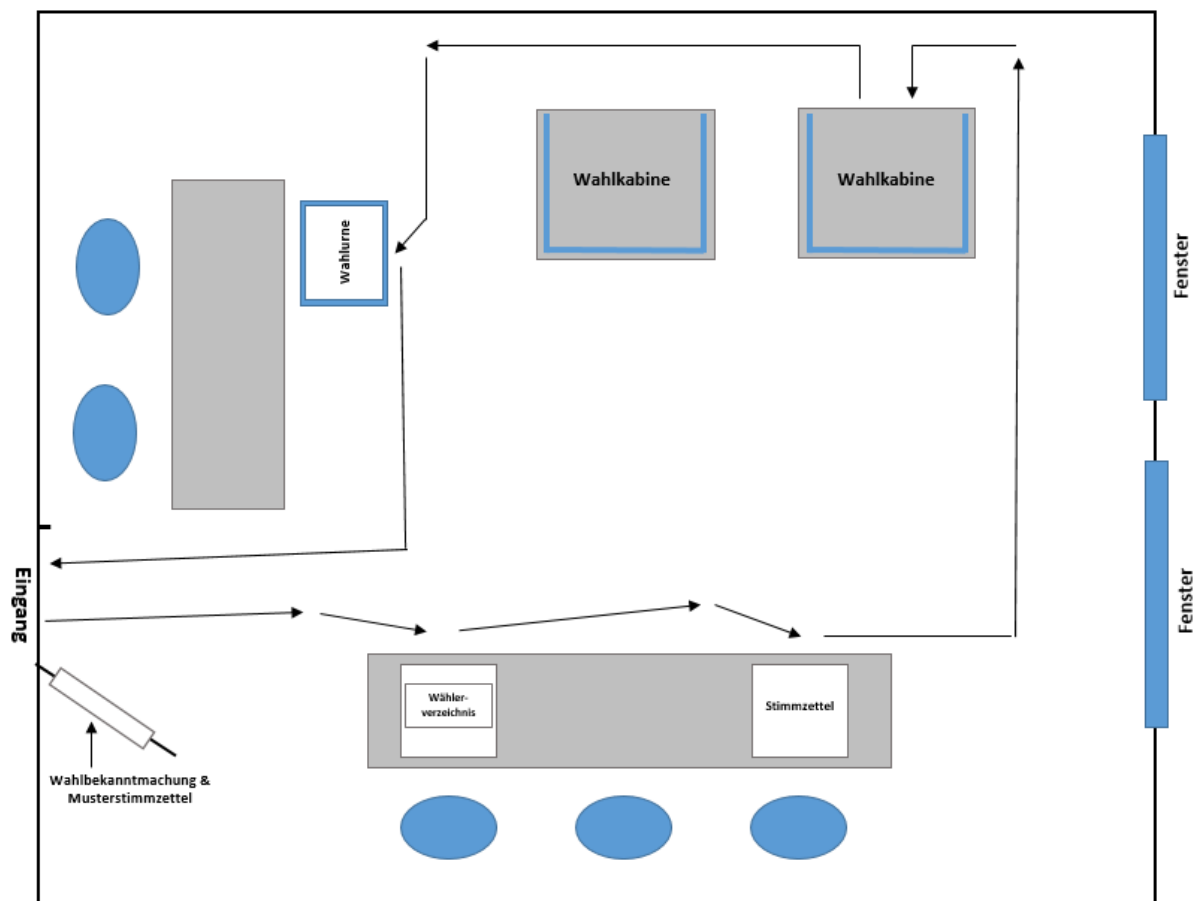 Wahlkabine
Wahlkabine
Wahlurne
Fenster
Fenster
Eingang
Wähler-
verzeichnis
Stimmzettel
Wahlbekanntmachung &
Musterstimmzettel